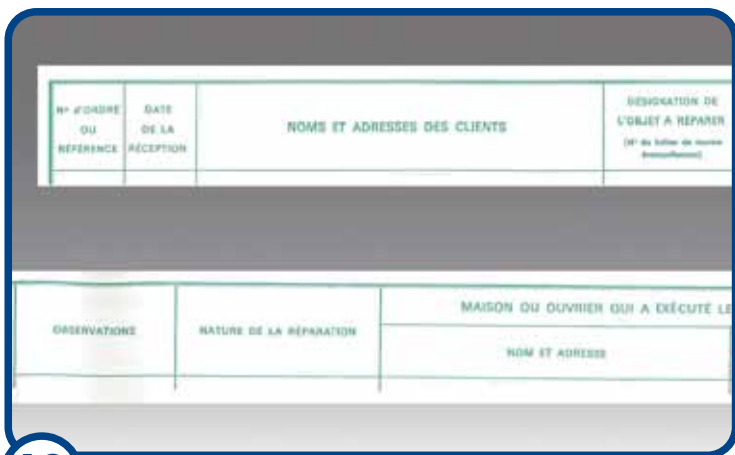 N° d'ORDRE
OU
RÉFÉRENCE
DATE
DE LA
RÉCEPTION
NOMS ET ADRESSES DES CLIENTS
DÉSIGNATION DE
L'OBJET A RÉPARER
OBSERVATIONS
NATURE DE LA RÉPARATION
MAISON OU OUVRIER QUI A EXÉCUTÉ LE
NOM ET ADRESSE